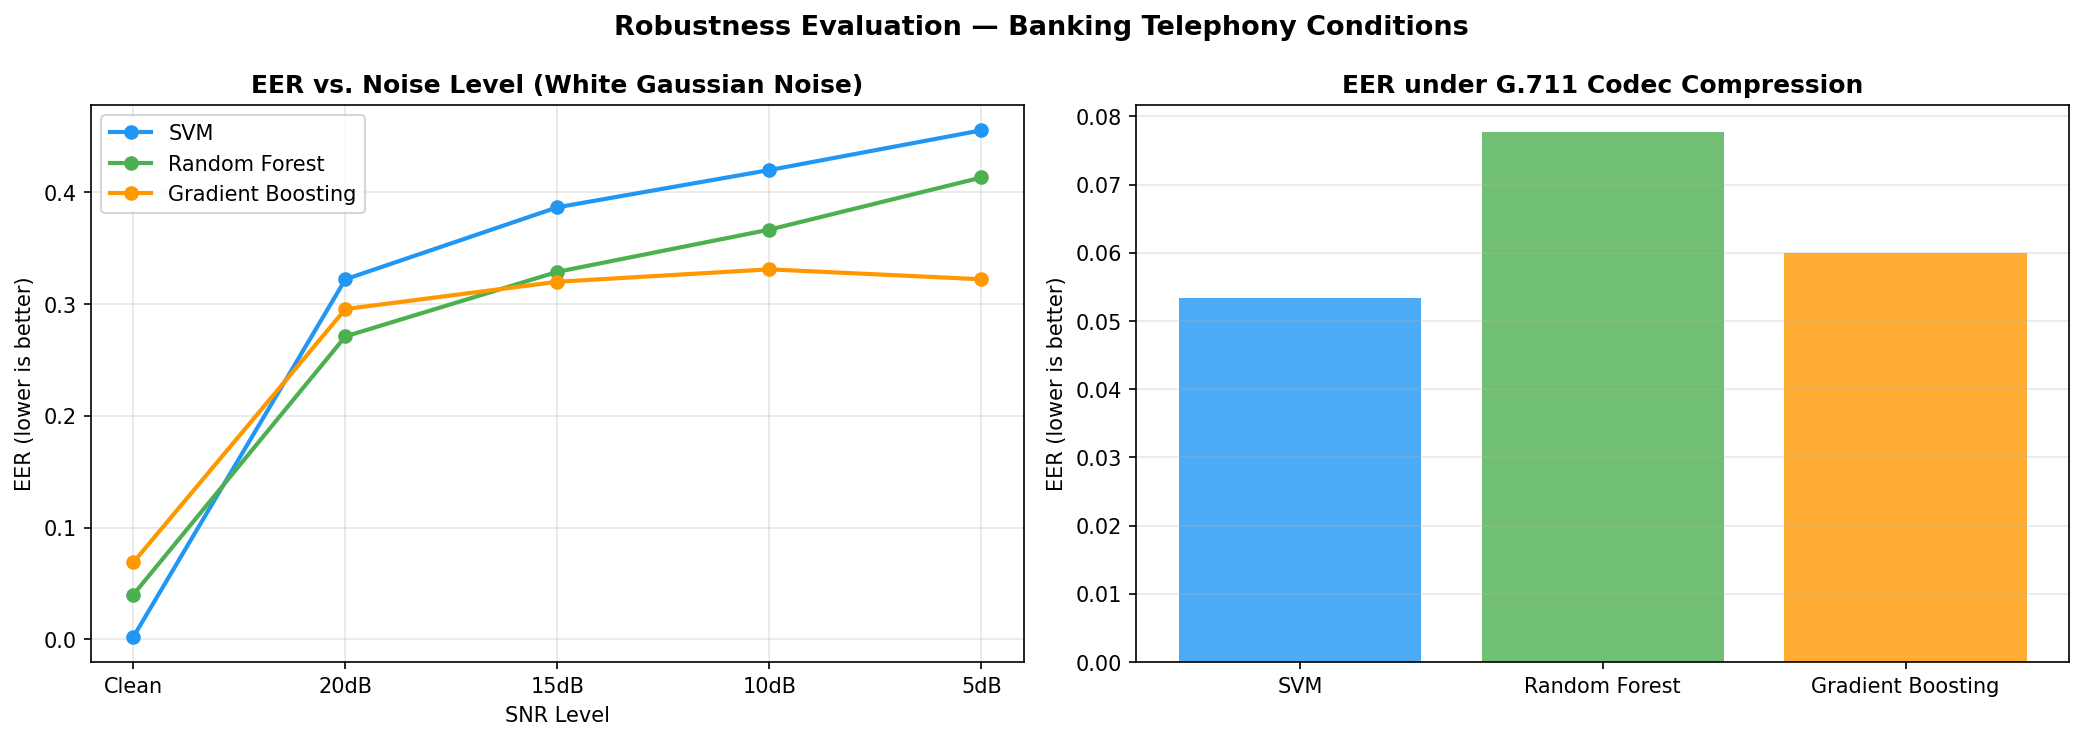 Robustness Evaluation — Banking Telephony Conditions
EER vs. Noise Level (White Gaussian Noise)
SVM
Random Forest
Gradient Boosting
EER (lower is better)
0.4
0.3
0.2
0.1
0.0
Clean 20dB 15dB 10dB 5dB
SNR Level
EER under G.711 Codec Compression
EER (lower is better)
0.08
0.07
0.06
0.05
0.04
0.03
0.02
0.01
0.00
SVM Random Forest Gradient Boosting